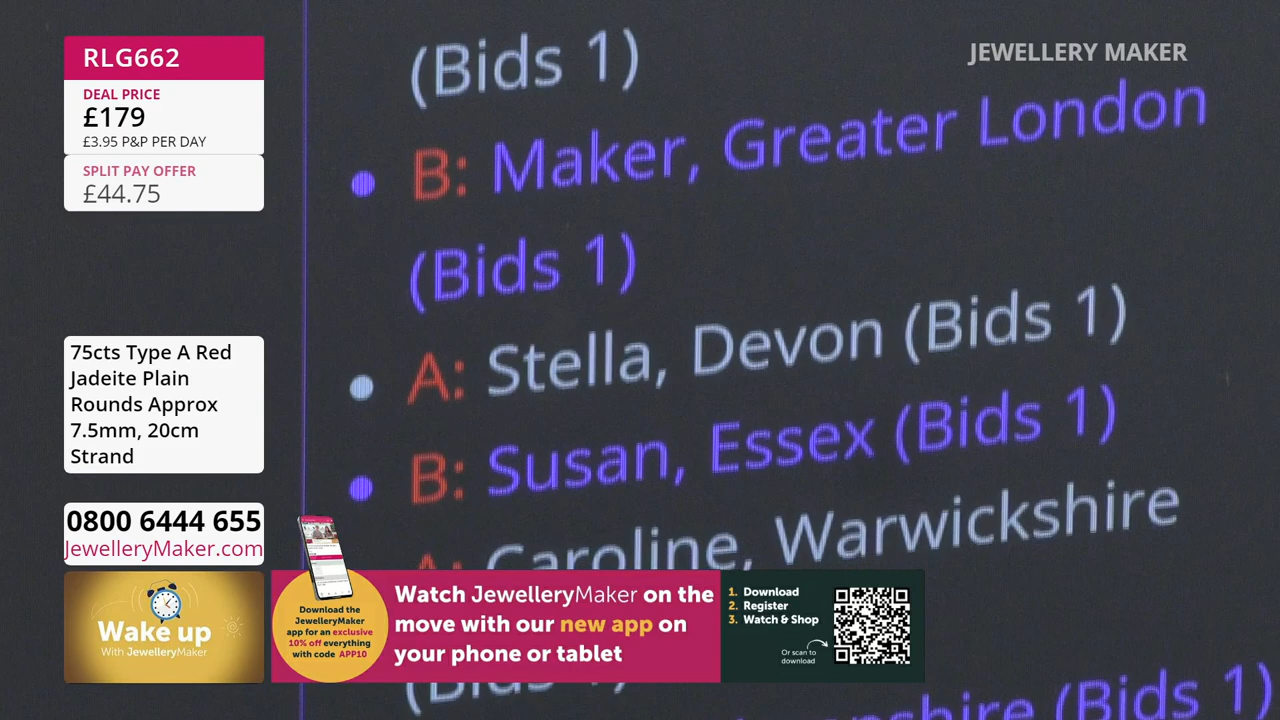 RLG662
DEAL PRICE
£179
£3.95 P&P PER DAY
SPLIT PAY OFFER
£44.75
75cts Type A Red
Jadeite Plain
Rounds Approx
7.5mm, 20cm
Strand
0800 6444 655
JewelleryMaker.com
Wake up
With JewelleryMaker
JEWELLERY MAKER
(Bids 1)
• B: Maker, Greater London
(Bids 1)
• A: Stella, Devon (Bids 1)
• B: Susan, Essex (Bids 1)
A: Caroline, Warwickshire
(Bids 1)
(Bids 1)
Download the
JewelleryMaker
app for an exclusive
10% off everything
with code APP10
Watch JewelleryMaker on the
move with our new app on
your phone or tablet
1. Download
2. Register
3. Watch & Shop
Or scan to
download